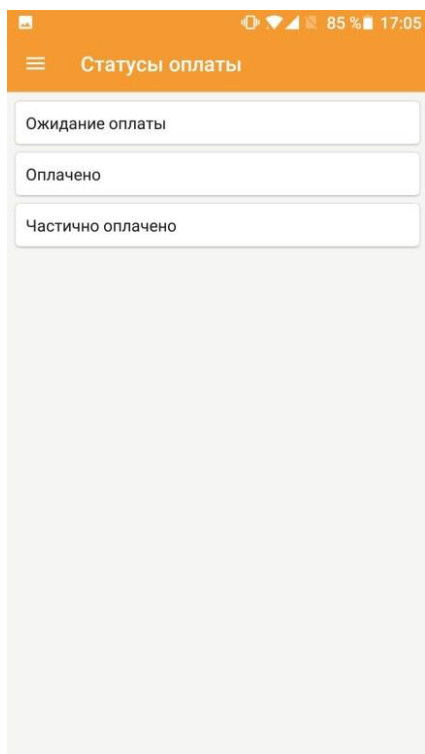 85 % 17:05
Статусы оплаты
Ожидание оплаты
Оплачено
Частично оплачено